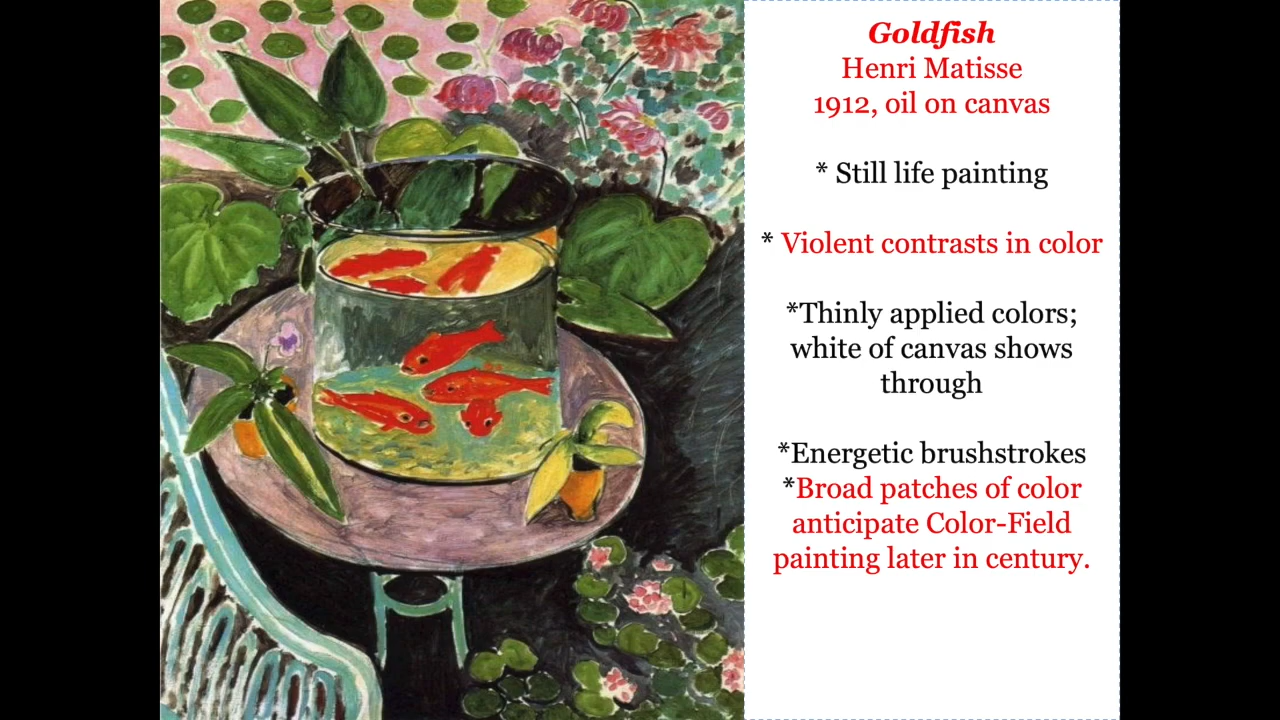 Goldfish
Henri Matisse
1912, oil on canvas
* Still life painting
* Violent contrasts in color
*Thinly applied colors;
white of canvas shows
through
*Energetic brushstrokes
*Broad patches of color
anticipate Color-Field
painting later in century.